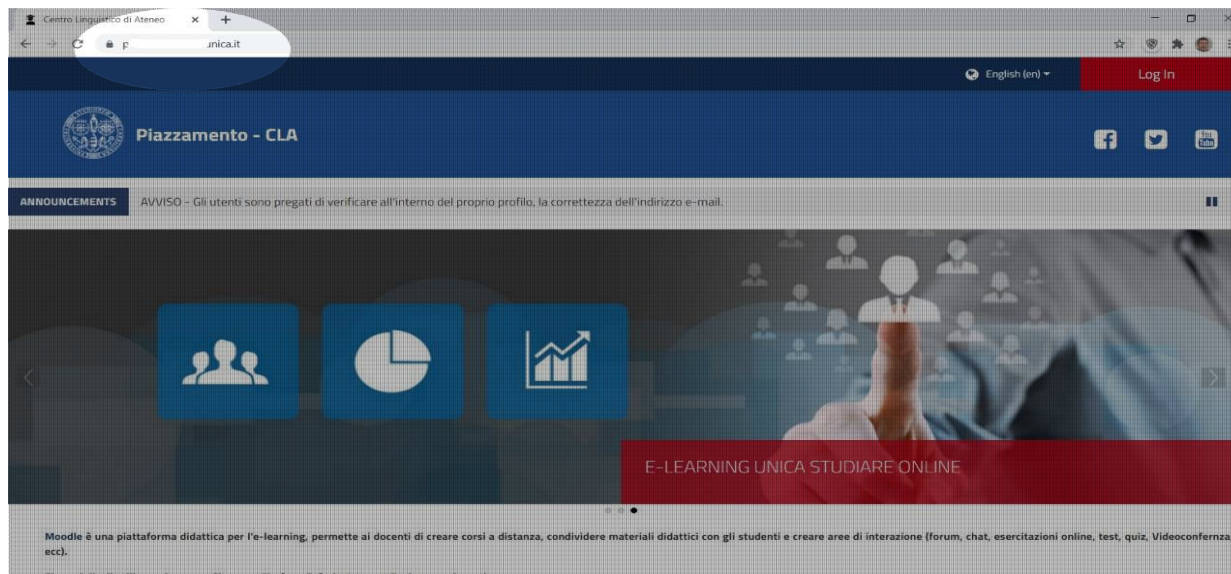 Centro Linguistico di Ateneo
p unica.it
English (en)
Log In
Piazzamento - CLA
You
Tube
ANNOUNCEMENTS
AVVISO - Gli utenti sono pregati di verificare all'interno del proprio profilo, la correttezza dell'indirizzo e-mail.
E-LEARNING UNICA STUDIARE ONLINE
Moodle è una piattaforma didattica per l'e-learning, permette ai docenti di creare corsi a distanza, condividere materiali didattici con gli studenti e creare aree di interazione (forum, chat, esercitazioni online, test, quiz, Videoconfernza,
ecc).